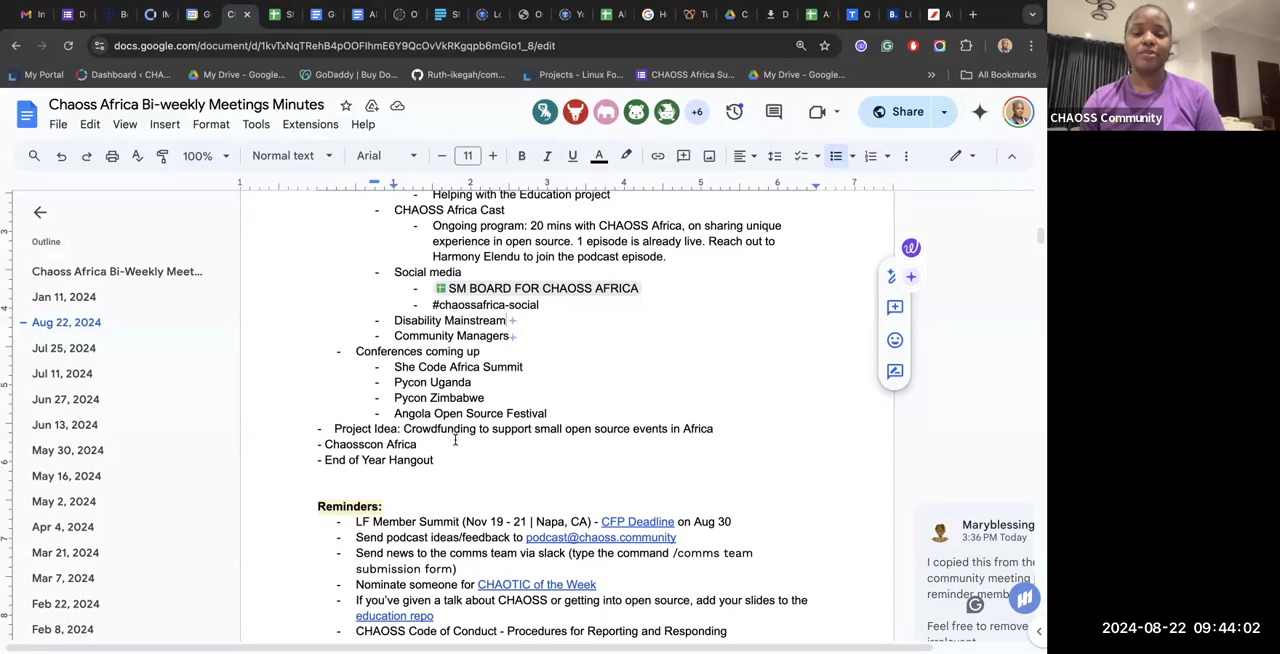 docs.google.com/document/d/1kvTxNqTRehB4pOOFIhmE6Y9QcOvVkRKgqpb6mGlo1_8/edit
My Portal
Dashboard ‹ CHA...
My Drive - Google...
GoDaddy | Buy Do...
Ruth-ikegah/com...
Projects - Linux Fo...
CHAOSS Africa Su...
My Drive - Google...
»
All Bookmarks
CHAOSS Community
Chaoss Africa Bi-weekly Meetings Minutes
File Edit View Insert Format Tools Extensions Help
+6
Share
100%
Normal text
Arial
11
Outline
Chaoss Africa Bi-Weekly Meet...
Jan 11, 2024
Aug 22, 2024
Jul 25, 2024
Jul 11, 2024
Jun 27, 2024
Jun 13, 2024
May 30, 2024
May 16, 2024
May 2, 2024
Apr 4, 2024
Mar 21, 2024
Mar 7, 2024
Feb 22, 2024
Feb 8, 2024
- Helping with the Education project
- CHAOSS Africa Cast
- Ongoing program: 20 mins with CHAOSS Africa, on sharing unique
experience in open source. 1 episode is already live. Reach out to
Harmony Elendu to join the podcast episode.
- Social media
- SM BOARD FOR CHAOSS AFRICA
- #chaossafrica-social
- Disability Mainstream
- Community Managers
- Conferences coming up
- She Code Africa Summit
- Pycon Uganda
- Pycon Zimbabwe
- Angola Open Source Festival
- Project Idea: Crowdfunding to support small open source events in Africa
- Chaosscon Africa
- End of Year Hangout
Reminders:
- LF Member Summit (Nov 19 - 21 | Napa, CA) - CFP Deadline on Aug 30
- Send podcast ideas/feedback to podcast@chaoss.community
- Send news to the comms team via slack (type the command /comms team
submission form)
- Nominate someone for CHAOTIC of the Week
- If you've given a talk about CHAOSS or getting into open source, add your slides to the
education repo
- CHAOSS Code of Conduct - Procedures for Reporting and Responding
Maryblessing
3:36 PM Today
I copied this from the
community meeting
reminder
Feel free to remove
2024-08-22 09:44:02